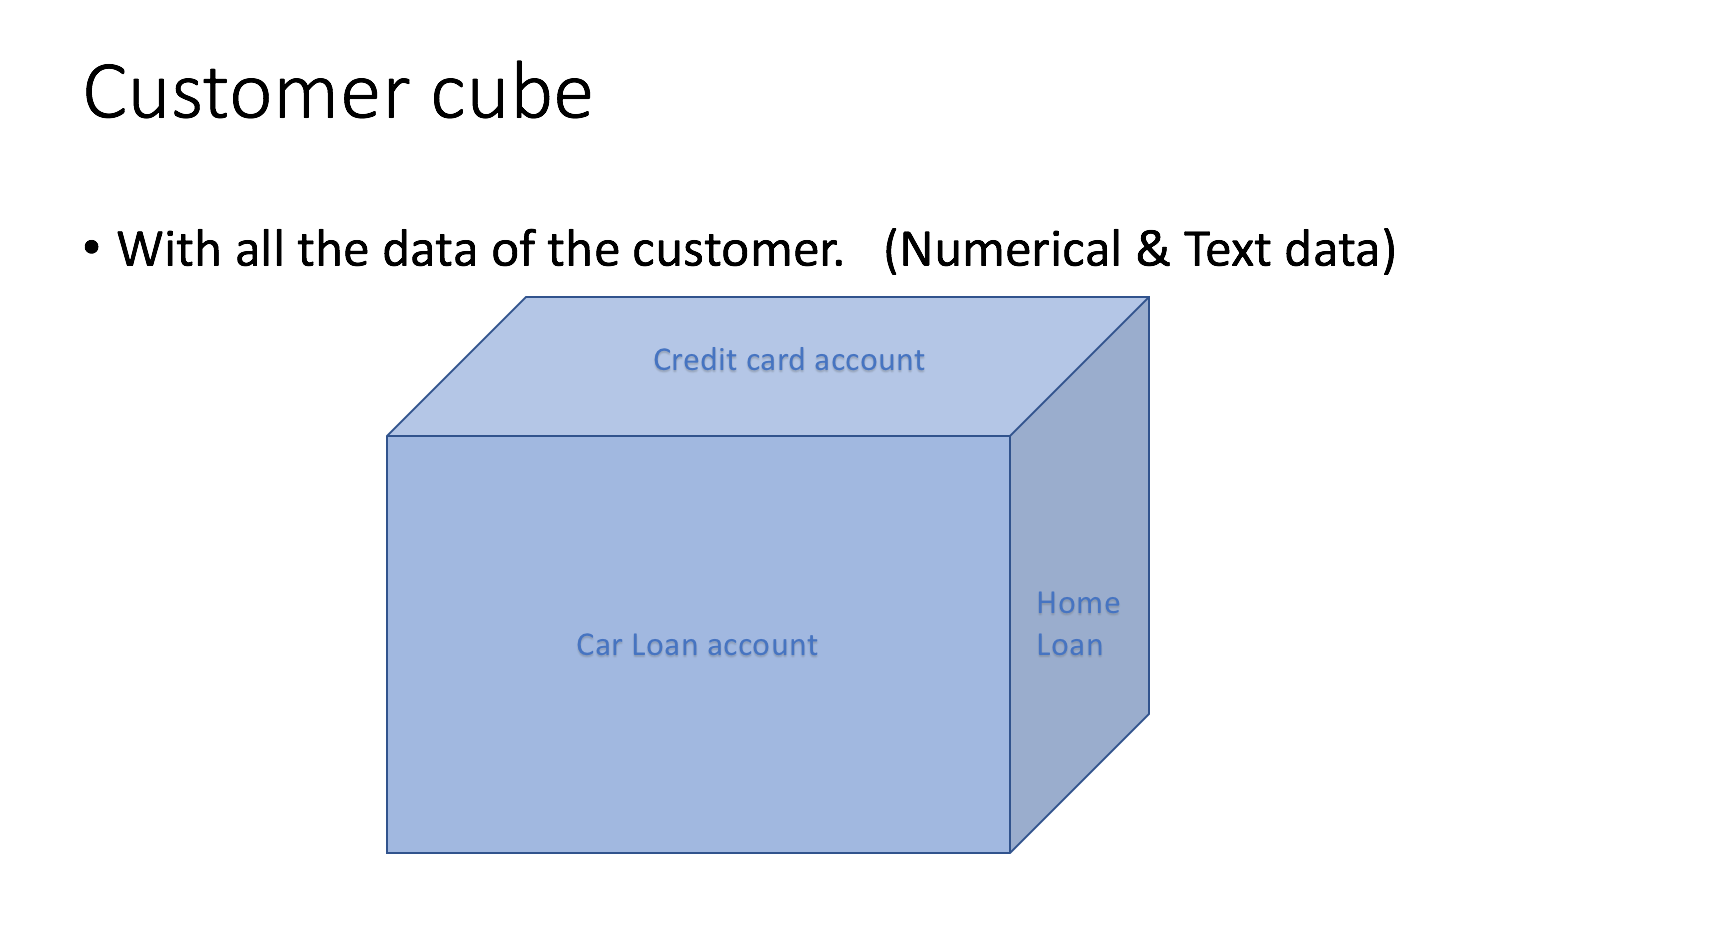 Customer cube
• With all the data of the customer.   (Numerical & Text data)
Credit card account
Car Loan account
Home
Loan